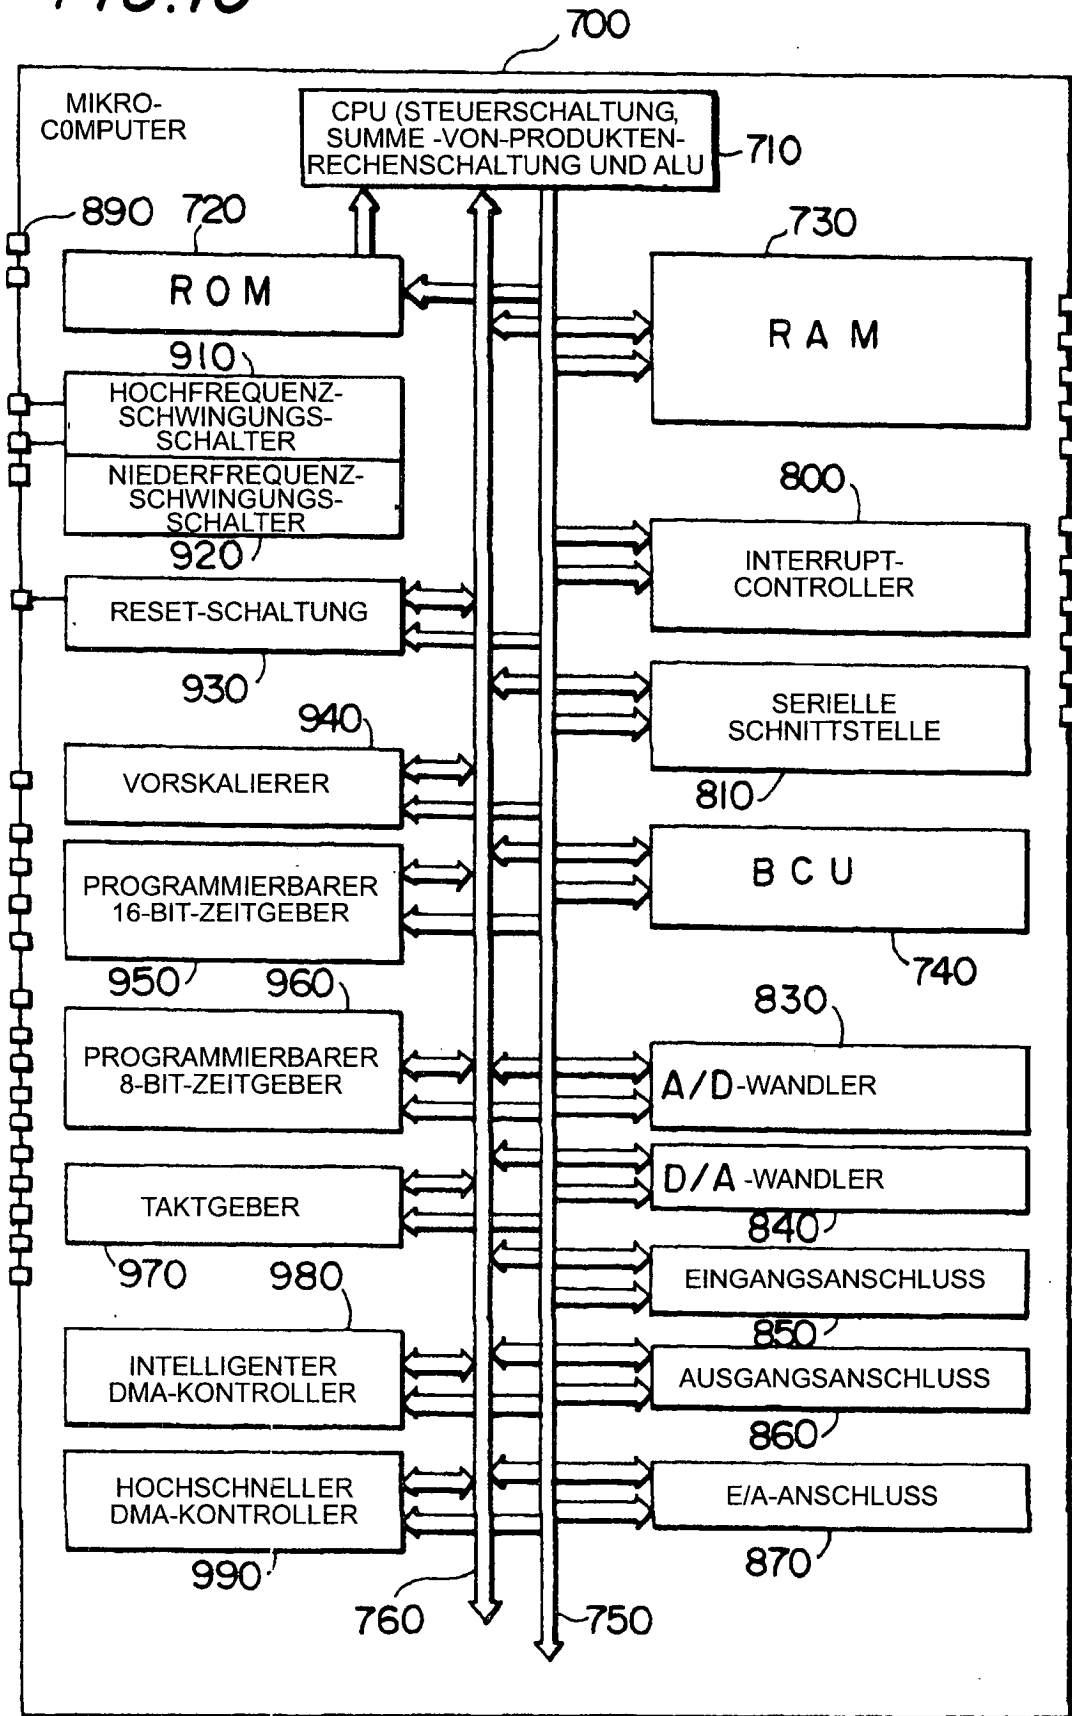 700
MIKRO-
COMPUTER
CPU (STEUERSCHALTUNG,
SUMME -VON-PRODUKTEN-
RECHENSCHALTUNG UND ALU
710
890
720
ROM
730
RAM
910
HOCHFREQUENZ-
SCHWINGUNGS-
SCHALTER
NIEDERFREQUENZ-
SCHWINGUNGS-
SCHALTER
920
800
INTERRUPT-
CONTROLLER
RESET-SCHALTUNG
930
SERIELLE
SCHNITTSTELLE
810
940
VORSKALIERER
BCU
740
PROGRAMMIERBARER
16-BIT-ZEITGEBER
950
960
PROGRAMMIERBARER
8-BIT-ZEITGEBER
830
A/D-WANDLER
D/A-WANDLER
840
TAKTGEBER
970
980
EINGANGSANSCHLUSS
850
INTELLIGENTER
DMA-KONTROLLER
AUSGANGSANSCHLUSS
860
HOCHSCHNELLER
DMA-KONTROLLER
990
E/A-ANSCHLUSS
870
760
750